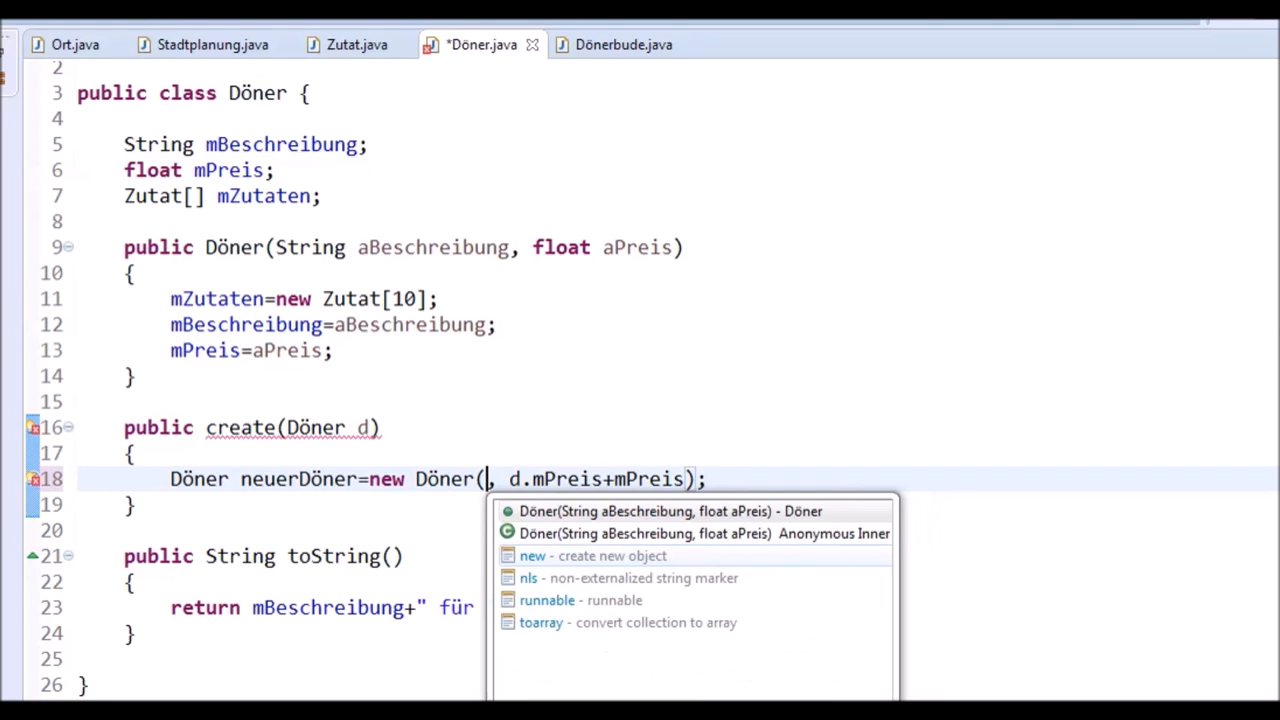 Ort.java Stadtplanung.java Zutat.java *Döner.java Dönerbude.java
2
3 public class Döner {
4
5 String mBeschreibung;
6 float mPreis;
7 Zutat[] mZutaten;
8
9 public Döner(String aBeschreibung, float aPreis)
10 {
11 mZutaten=new Zutat[10];
12 mBeschreibung=aBeschreibung;
13 mPreis=aPreis;
14 }
15
16 public create(Döner d)
17 {
18 Döner neuerDöner=new Döner(, d.mPreis+mPreis);
19 }
Döner(String aBeschreibung, float aPreis) - Döner
20
Döner(String aBeschreibung, float aPreis) Anonymous Inner
21 public String toString()
new - create new object
22 {
nls - non-externalized string marker
23 return mBeschreibung+" für
runnable - runnable
24 }
toarray - convert collection to array
25
26 }